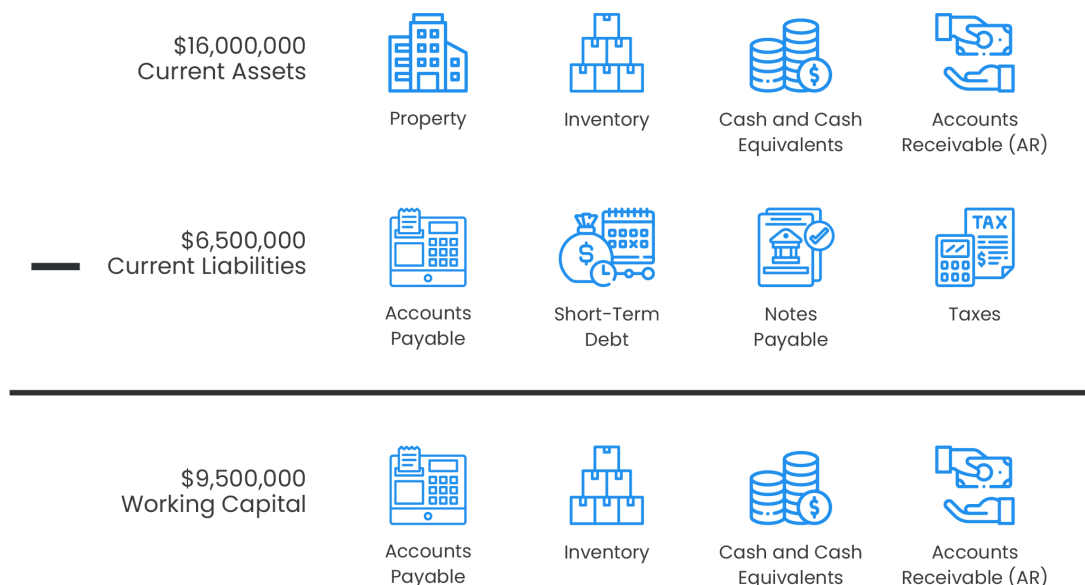 $16,000,000
Current Assets
Property
Inventory
Cash and Cash
Equivalents
Accounts
Receivable (AR)
$6,500,000
Current Liabilities
Accounts
Payable
Short-Term
Debt
Notes
Payable
TAX
$
Taxes
$9,500,000
Working Capital
Accounts
Payable
Inventory
Cash and Cash
Equivalents
Accounts
Receivable (AR)